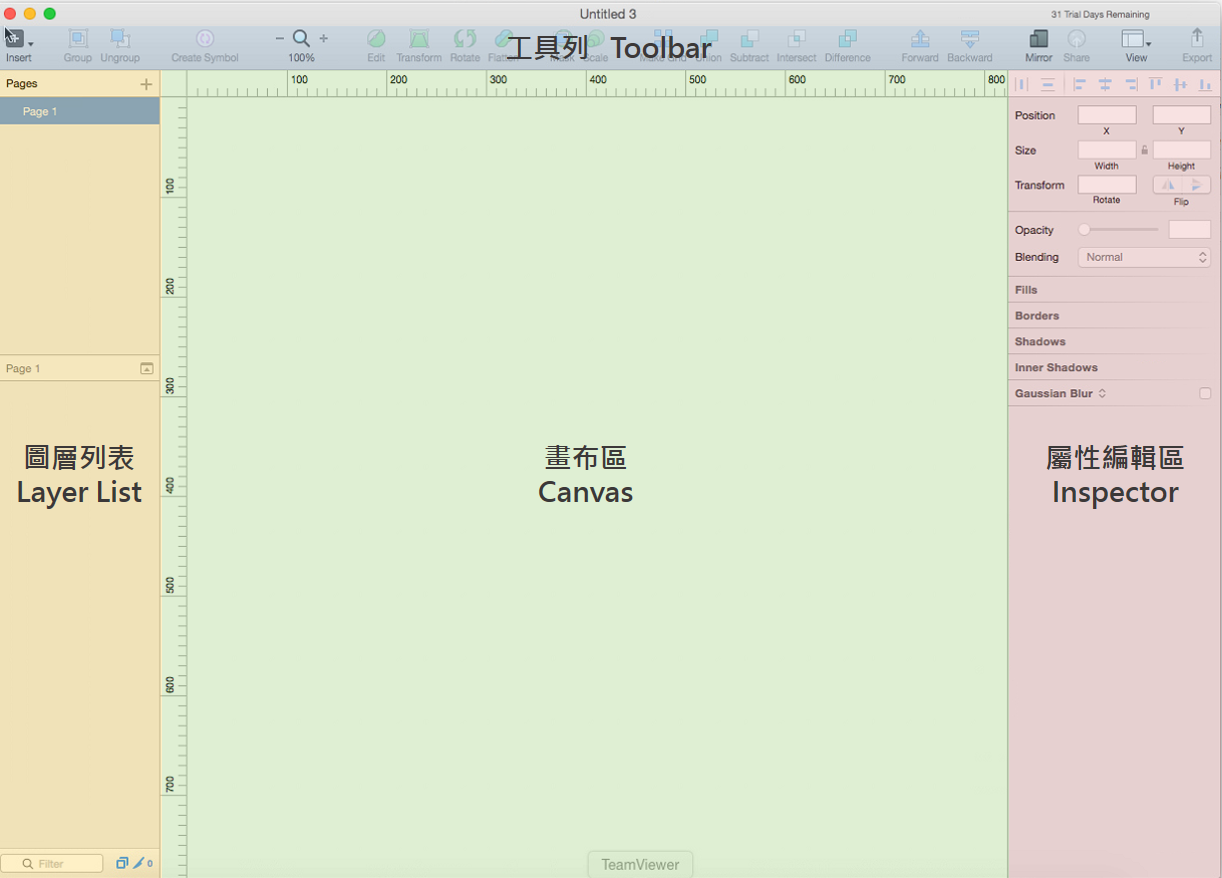 Untitled 3
31 Trial Days Remaining
Insert
Group
Ungroup
Create Symbol
100%
Edit
Transform
Rotate
Flatten
Mask
Scale
工具列 Toolbar
Make Grid
Union
Subtract
Intersect
Difference
Forward
Backward
Mirror
Share
View
Export
Pages
Page 1
100 200 300 400 500 600 700 800
Position
X
Y
Size
Width
Height
Transform
Rotate
Flip
Opacity
Blending
Normal
Fills
Borders
Shadows
Inner Shadows
Gaussian Blur
100
200
300
400
500
600
700
Page 1
圖層列表
Layer List
畫布區
Canvas
屬性編輯區
Inspector
Filter
0
TeamViewer